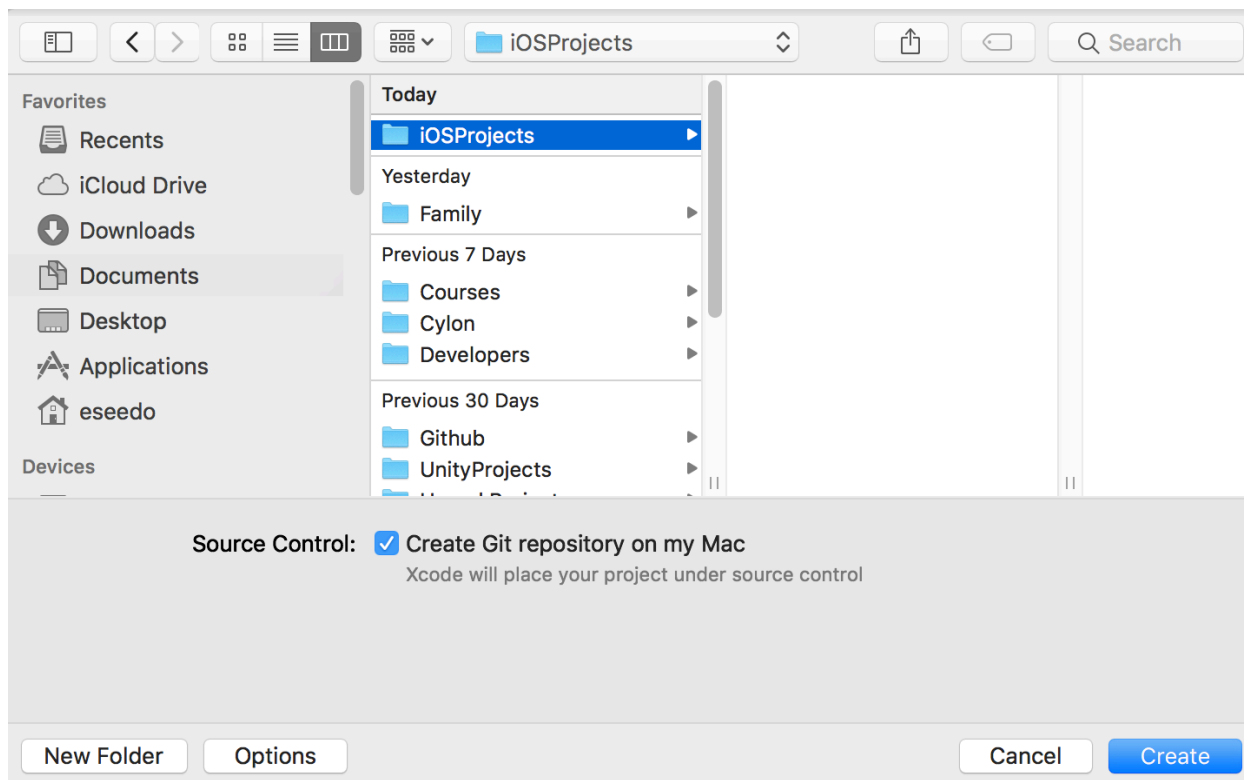 iOSProjects
Search
Favorites
Recents
iCloud Drive
Downloads
Documents
Desktop
Applications
eseedo
Devices
Today
iOSProjects
Yesterday
Family
Previous 7 Days
Courses
Cylon
Developers
Previous 30 Days
Github
UnityProjects
Source Control: Create Git repository on my Mac
Xcode will place your project under source control
New Folder
Options
Cancel
Create